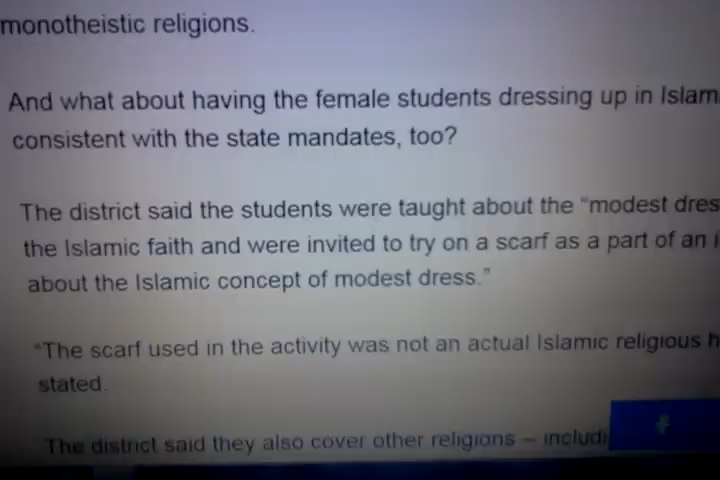 monotheistic religions.
And what about having the female students dressing up in Islam
consistent with the state mandates, too?
The district said the students were taught about the "modest dres
the Islamic faith and were invited to try on a scarf as a part of an i
about the Islamic concept of modest dress."
"The scarf used in the activity was not an actual Islamic religious h
stated.
The district said they also cover other religions – includi